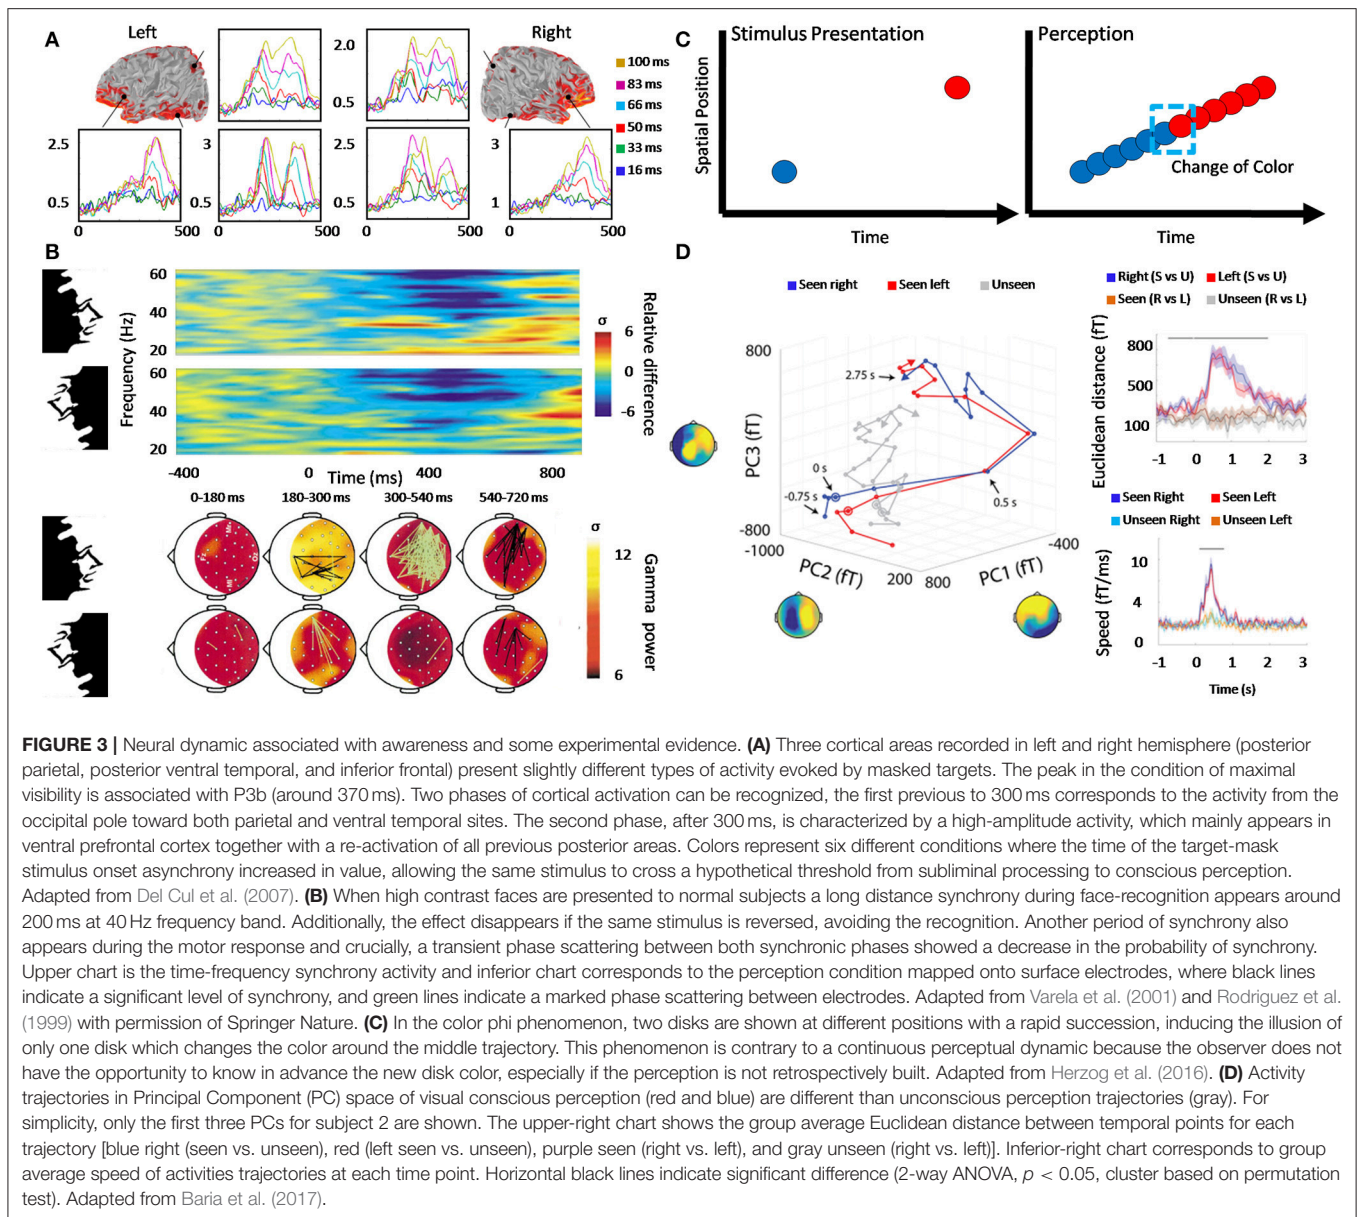 A
Left
Right
2.0
0.5
100 ms
83 ms
66 ms
50 ms
33 ms
16 ms
2.5
0.5
3
0.5
2.5
0.5
3
1
0
500
0
500
0
500
0
500
C
Stimulus Presentation
Spatial Position
Time
Perception
Change of Color
Time
B
Frequency (Hz)
60
40
20
60
40
20
-400
0
400
800
Time (ms)
σ
6
0
-6
Relative difference
0-180 ms
180-300 ms
300-540 ms
540-720 ms
σ
12
6
Gamma power
D
Seen right
Seen left
Unseen
800
-800
PC3 (fT)
-1000
PC2 (fT)
200
800
PC1 (fT)
-400
2.75 s
0 s
-0.75 s
0.5 s
Right (S vs U)
Left (S vs U)
Seen (R vs L)
Unseen (R vs L)
Euclidean distance (fT)
800
500
100
-1 0 1 2 3
Seen Right
Seen Left
Unseen Right
Unseen Left
Speed (fT/ms)
10
4
0
-1 0 1 2 3
Time (s)
FIGURE 3 | Neural dynamic associated with awareness and some experimental evidence. (A) Three cortical areas recorded in left and right hemisphere (posterior
parietal, posterior ventral temporal, and inferior frontal) present slightly different types of activity evoked by masked targets. The peak in the condition of maximal
visibility is associated with P3b (around 370 ms). Two phases of cortical activation can be recognized, the first previous to 300 ms corresponds to the activity from the
occipital pole toward both parietal and ventral temporal sites. The second phase, after 300 ms, is characterized by a high-amplitude activity, which mainly appears in
ventral prefrontal cortex together with a re-activation of all previous posterior areas. Colors represent six different conditions where the time of the target-mask
stimulus onset asynchrony increased in value, allowing the same stimulus to cross a hypothetical threshold from subliminal processing to conscious perception.
Adapted from Del Cul et al. (2007). (B) When high contrast faces are presented to normal subjects a long distance synchrony during face-recognition appears around
200 ms at 40 Hz frequency band. Additionally, the effect disappears if the same stimulus is reversed, avoiding the recognition. Another period of synchrony also
appears during the motor response and crucially, a transient phase scattering between both synchronic phases showed a decrease in the probability of synchrony.
Upper chart is the time-frequency synchrony activity and inferior chart corresponds to the perception condition mapped onto surface electrodes, where black lines
indicate a significant level of synchrony, and green lines indicate a marked phase scattering between electrodes. Adapted from Varela et al. (2001) and Rodriguez et al.
(1999) with permission of Springer Nature. (C) In the color phi phenomenon, two disks are shown at different positions with a rapid succession, inducing the illusion of
only one disk which changes the color around the middle trajectory. This phenomenon is contrary to a continuous perceptual dynamic because the observer does not
have the opportunity to know in advance the new disk color, especially if the perception is not retrospectively built. Adapted from Herzog et al. (2016). (D) Activity
trajectories in Principal Component (PC) space of visual conscious perception (red and blue) are different than unconscious perception trajectories (gray). For
simplicity, only the first three PCs for subject 2 are shown. The upper-right chart shows the group average Euclidean distance between temporal points for each
trajectory [blue right (seen vs. unseen), red (left seen vs. unseen), purple seen (right vs. left), and gray unseen (right vs. left)]. Inferior-right chart corresponds to group
average speed of activities trajectories at each time point. Horizontal black lines indicate significant difference (2-way ANOVA, p < 0.05, cluster based on permutation
test). Adapted from Baria et al. (2017).